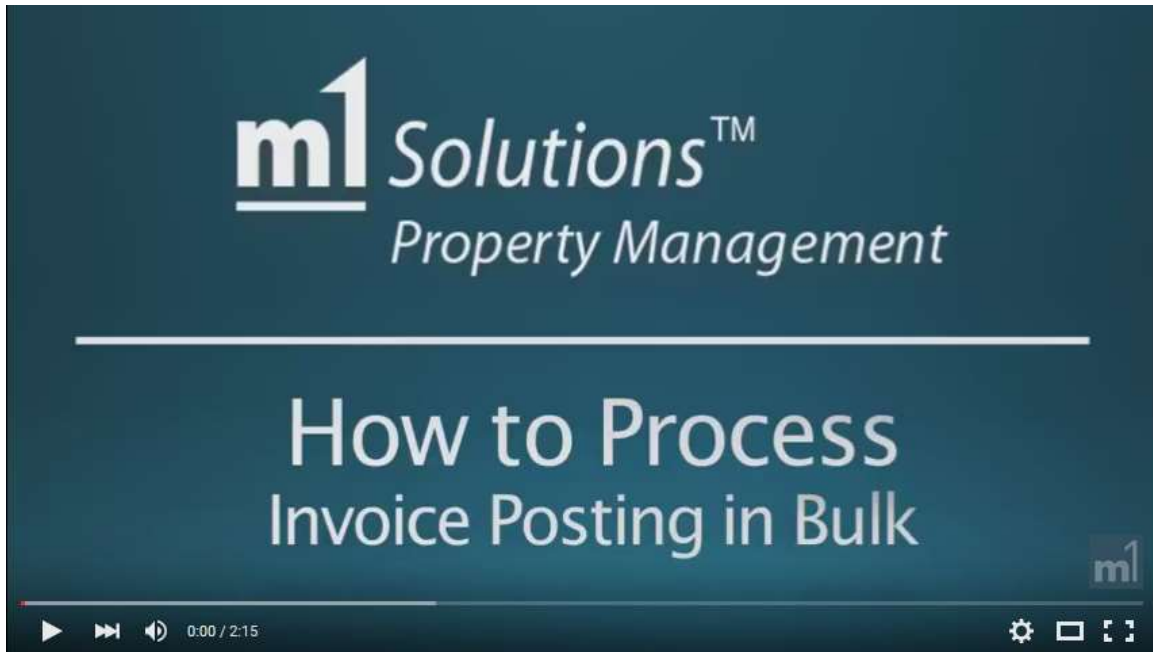 m1 Solutions™
Property Management
How to Process
Invoice Posting in Bulk
m1
0:00 / 2:15